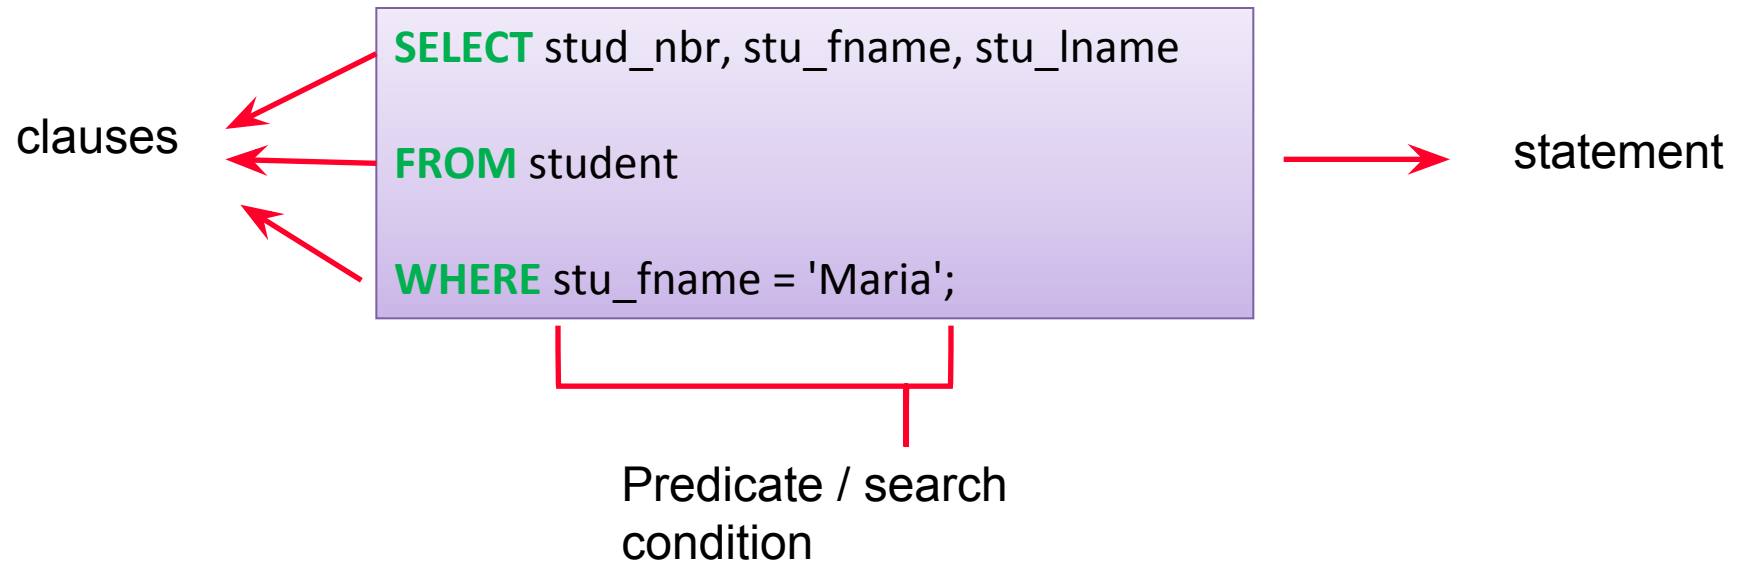 SELECT stud_nbr, stu_fname, stu_lname
clauses
FROM student
statement
WHERE stu_fname = 'Maria';
Predicate / search
condition